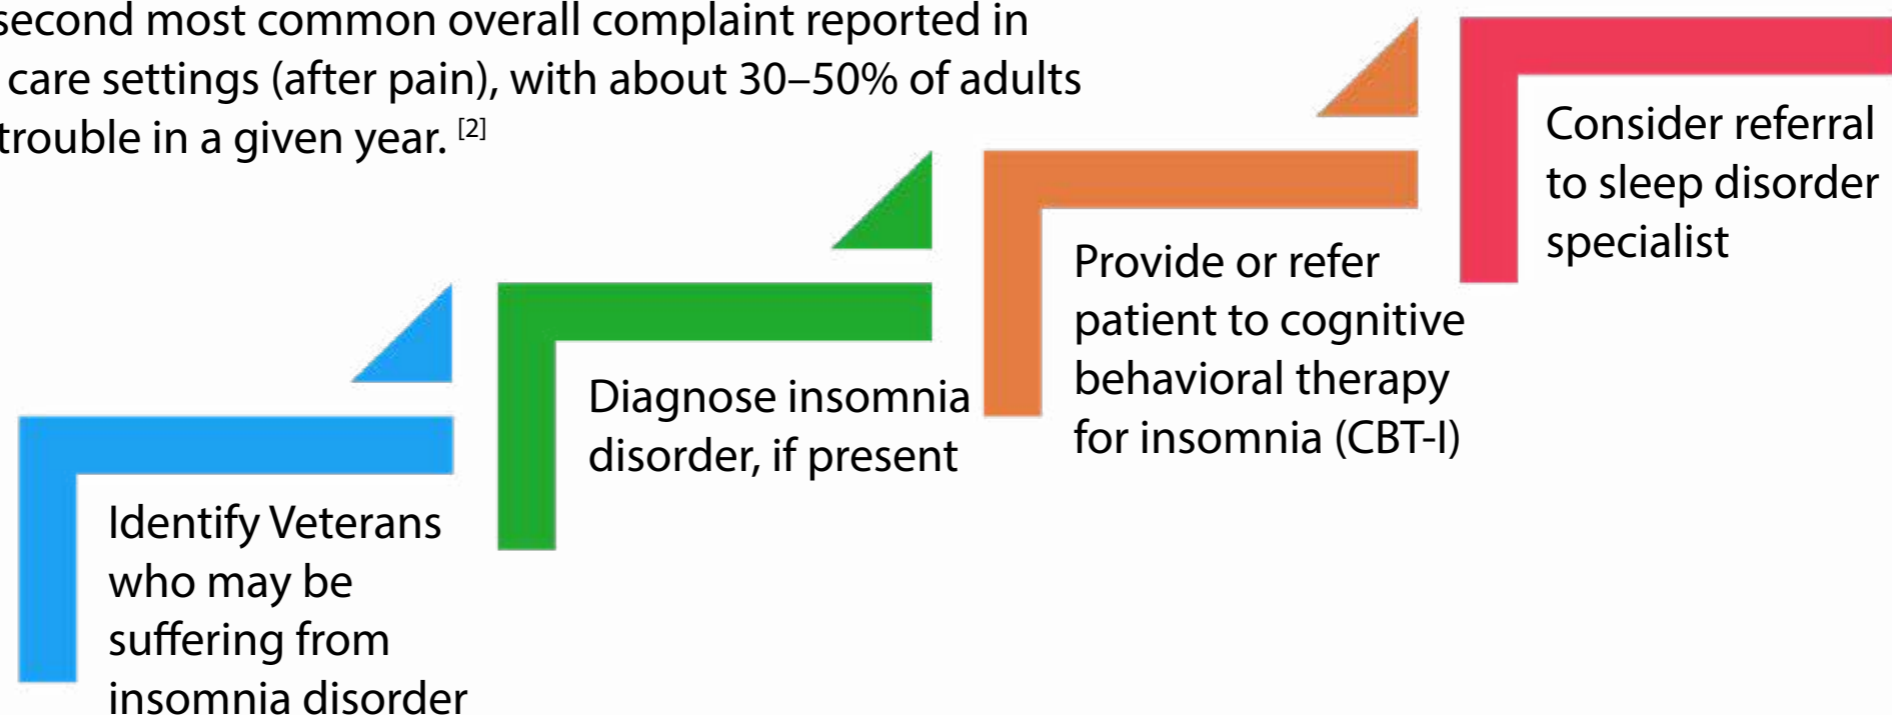 second most common overall complaint reported in
care settings (after pain), with about 30–50% of adults
trouble in a given year. [2]
Identify Veterans
who may be
suffering from
insomnia disorder
Diagnose insomnia
disorder, if present
Provide or refer
patient to cognitive
behavioral therapy
for insomnia (CBT-I)
Consider referral
to sleep disorder
specialist